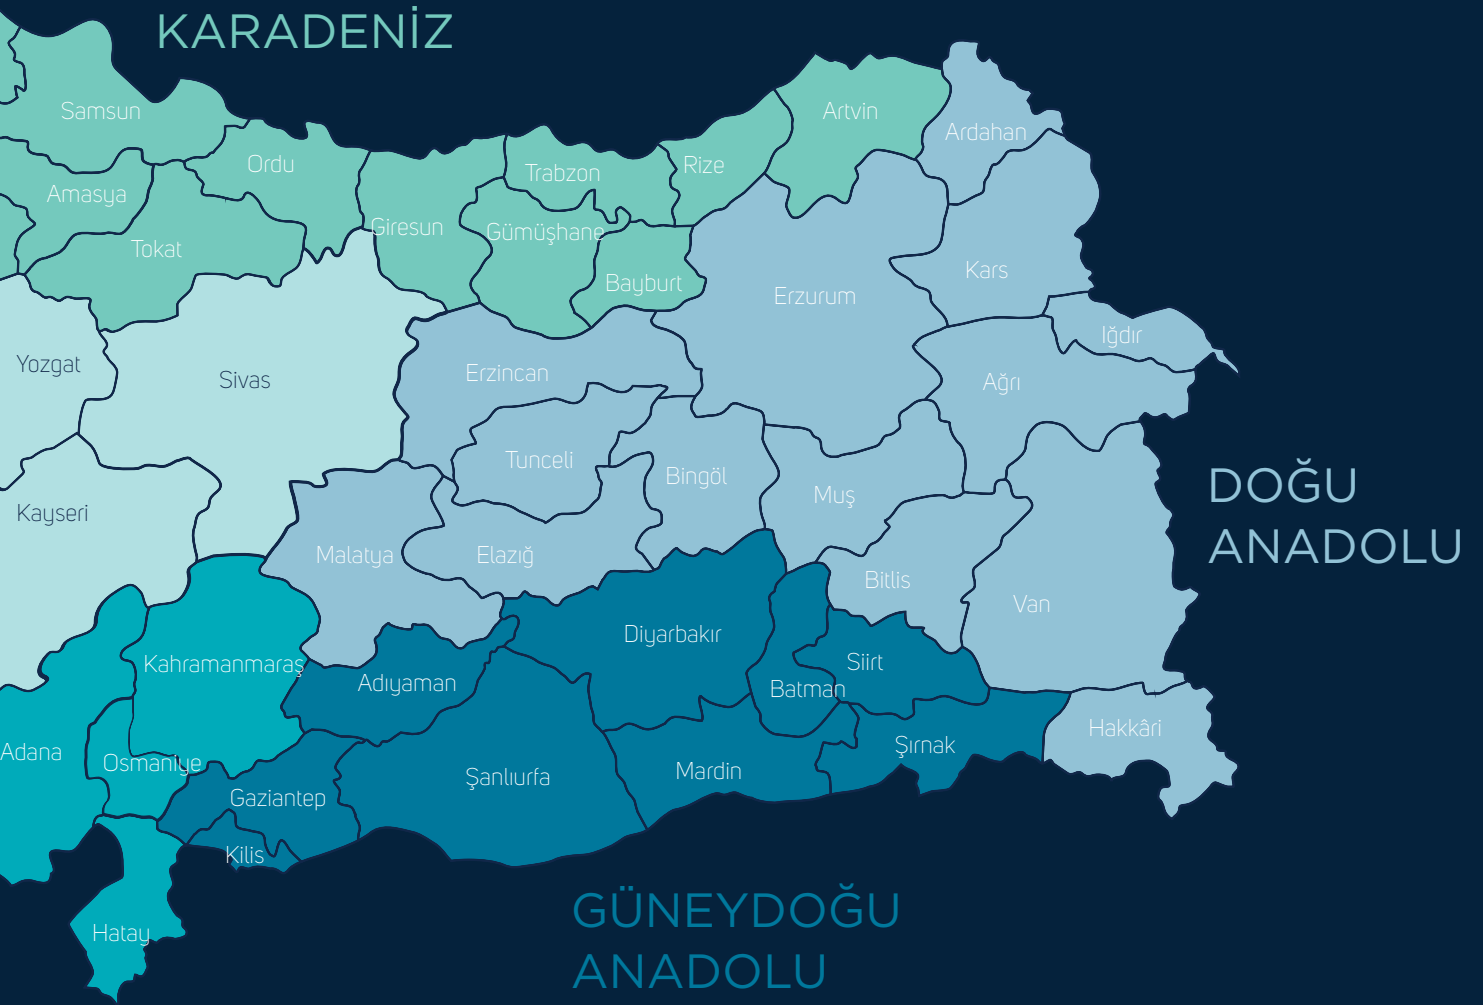 KARADENİZ
Samsun
Artvin
Ardahan
Ordu
Trabzon
Rize
Amasya
Giresun
Gümüşhane
Tokat
Bayburt
Kars
Erzurum
Iğdır
Yozgat
Sivas
Erzincan
Ağrı
Tunceli
Bingöl
DOĞU
ANADOLU
Muş
Kayseri
Malatya
Elazığ
Bitlis
Van
Diyarbakır
Kahramanmaraş
Siirt
Adıyaman
Batman
Hakkâri
Adana
Osmaniye
Şırnak
Mardin
Şanlıurfa
Gaziantep
Kilis
GÜNEYDOĞU
ANADOLU
Hatay